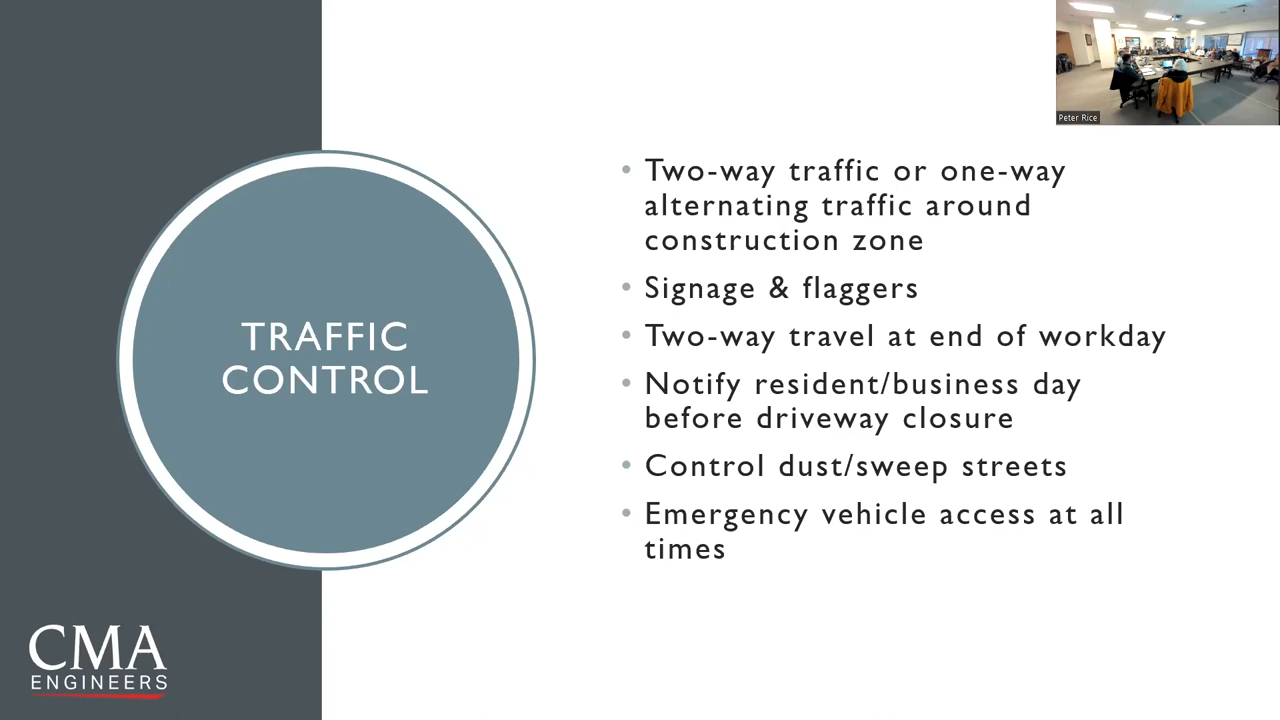 Peter Rice
TRAFFIC
CONTROL
• Two-way traffic or one-way
alternating traffic around
construction zone
• Signage & flaggers
• Two-way travel at end of workday
• Notify resident/business day
before driveway closure
• Control dust/sweep streets
• Emergency vehicle access at all
times
CMA
ENGINEERS